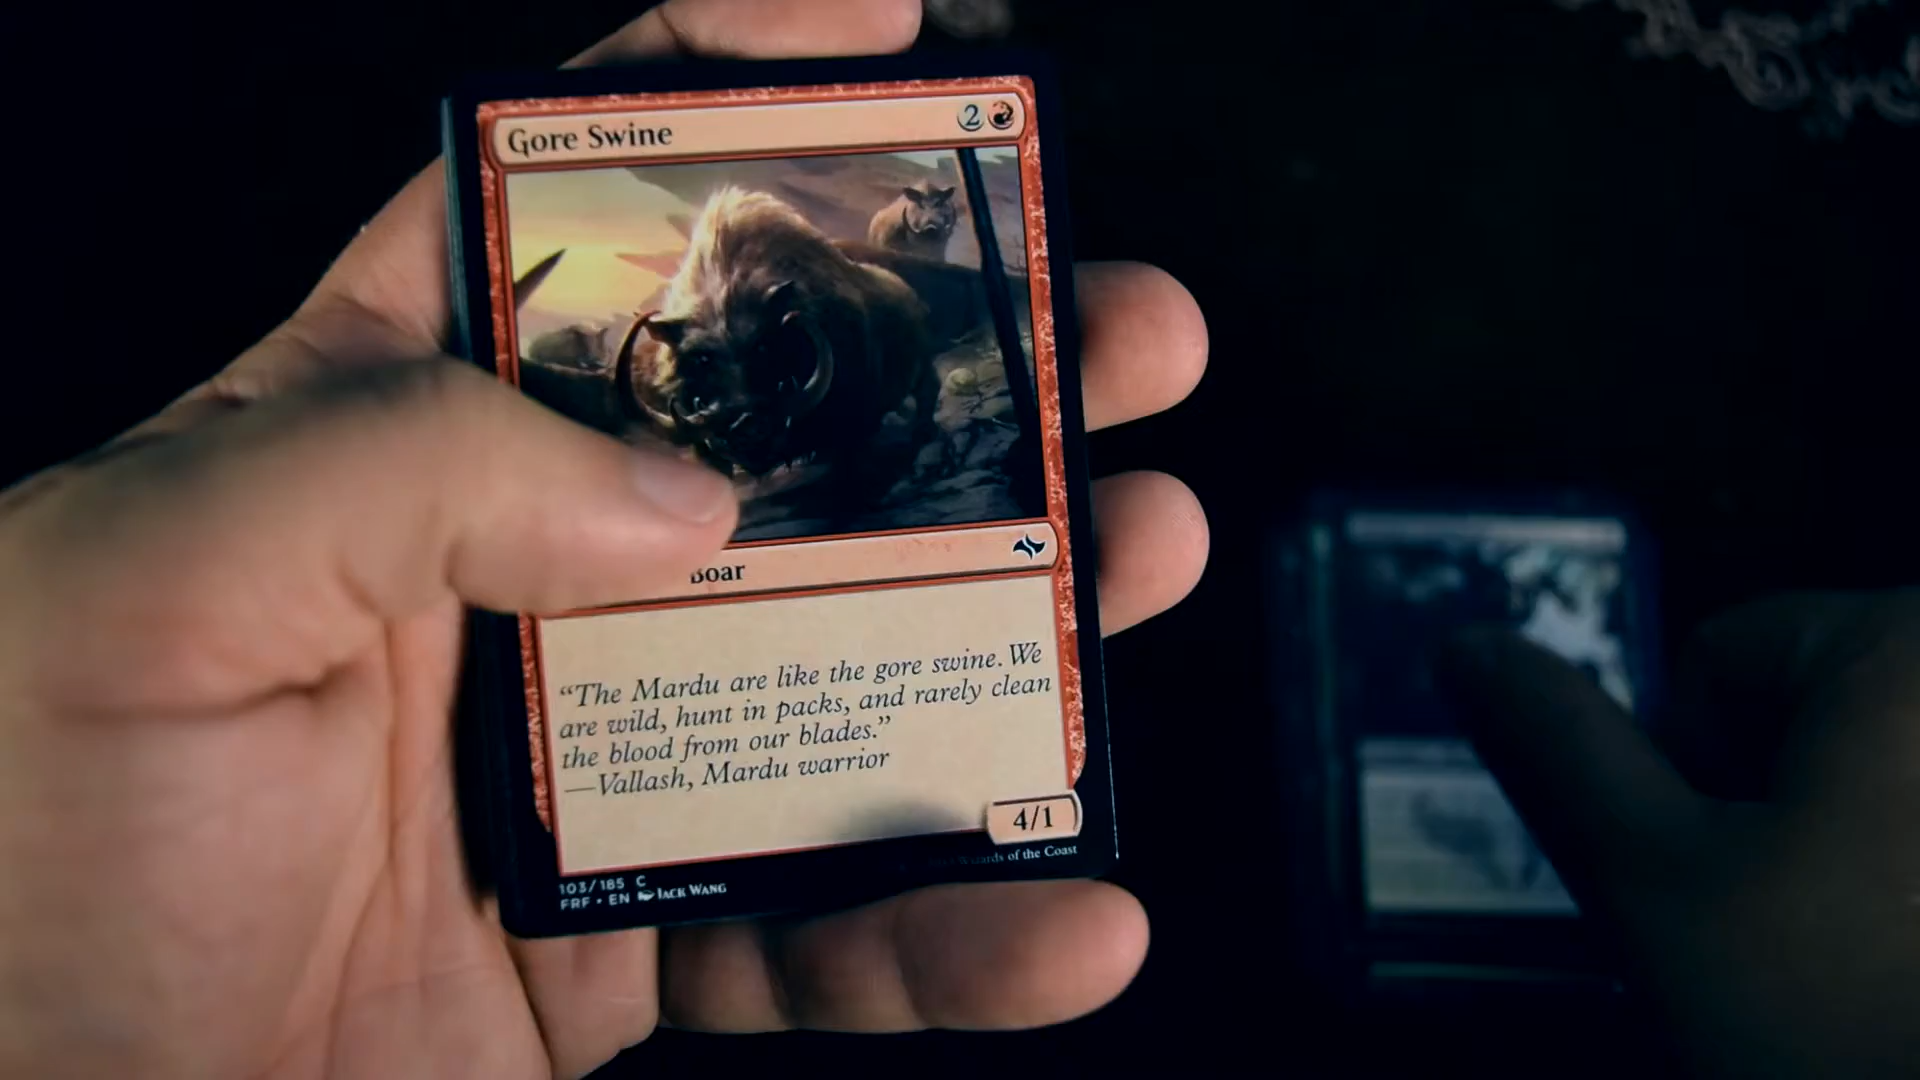 Gore Swine 2
Boar
“The Mardu are like the gore swine. We
are wild, hunt in packs, and rarely clean
the blood from our blades.”
—Vallash, Mardu warrior
4/1
Wizards of the Coast
103/185 C
FRF • EN Jack Wang